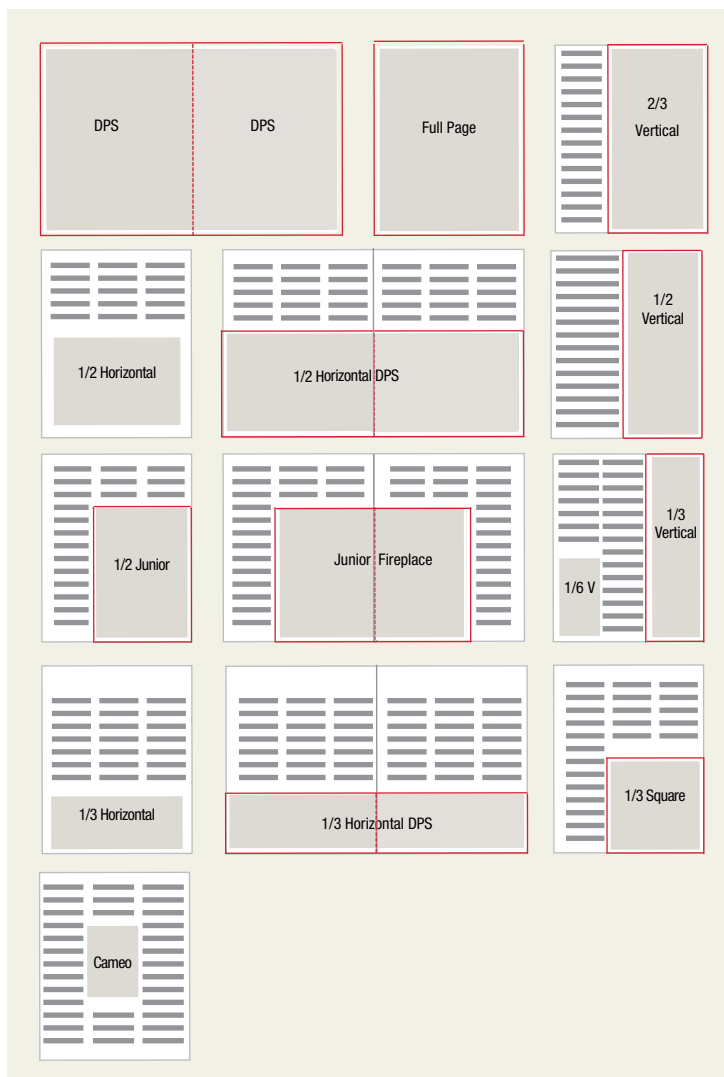 DPS
DPS
Full Page
2/3
Vertical
1/2 Horizontal
1/2 Horizontal DPS
1/2
Vertical
1/2 Junior
Junior Fireplace
1/6 V
1/3
Vertical
1/3 Horizontal
1/3 Horizontal DPS
1/3 Square
Cameo